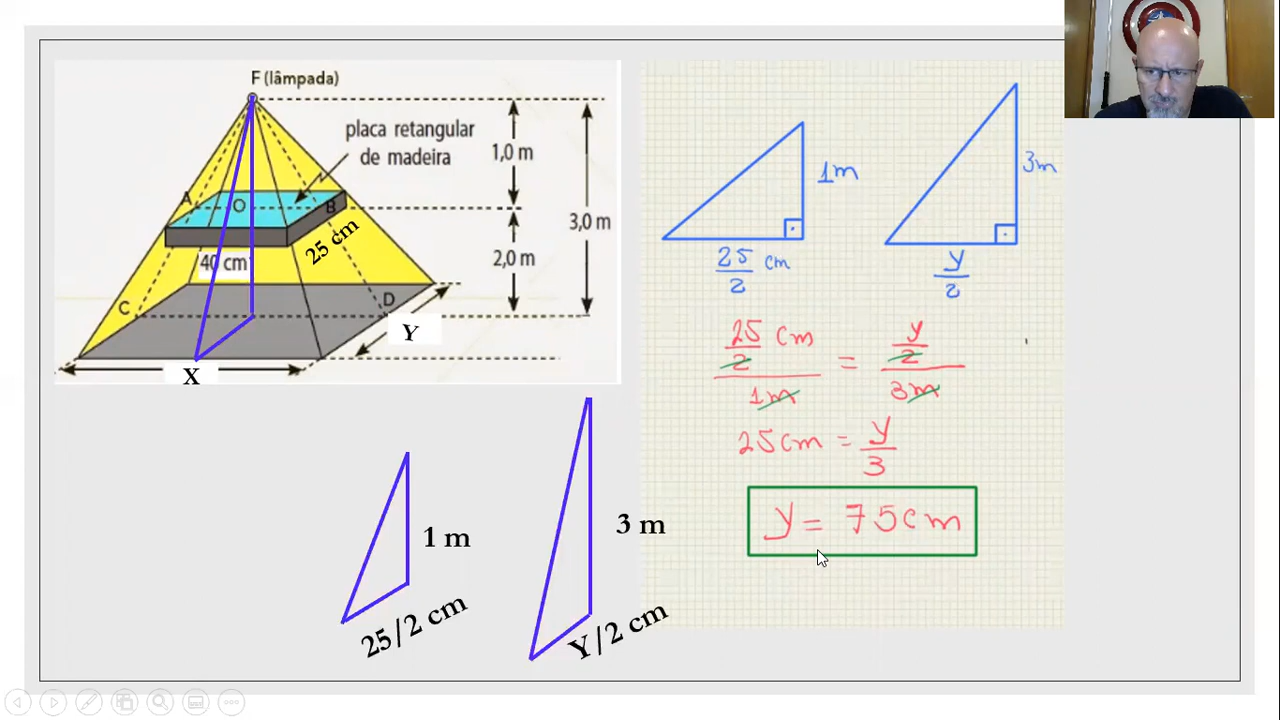 F (lâmpada)
placa retangular
de madeira
1,0 m
3,0 m
2,0 m
A
O
B
25 cm
40 cm
C
D
Y
X
1 m
25/2 cm
3 m
Y/2 cm
1m
25/2 cm
3m
y/2
25/2 cm / 1m = y/2 / 3m
25cm = y/3
y = 75cm